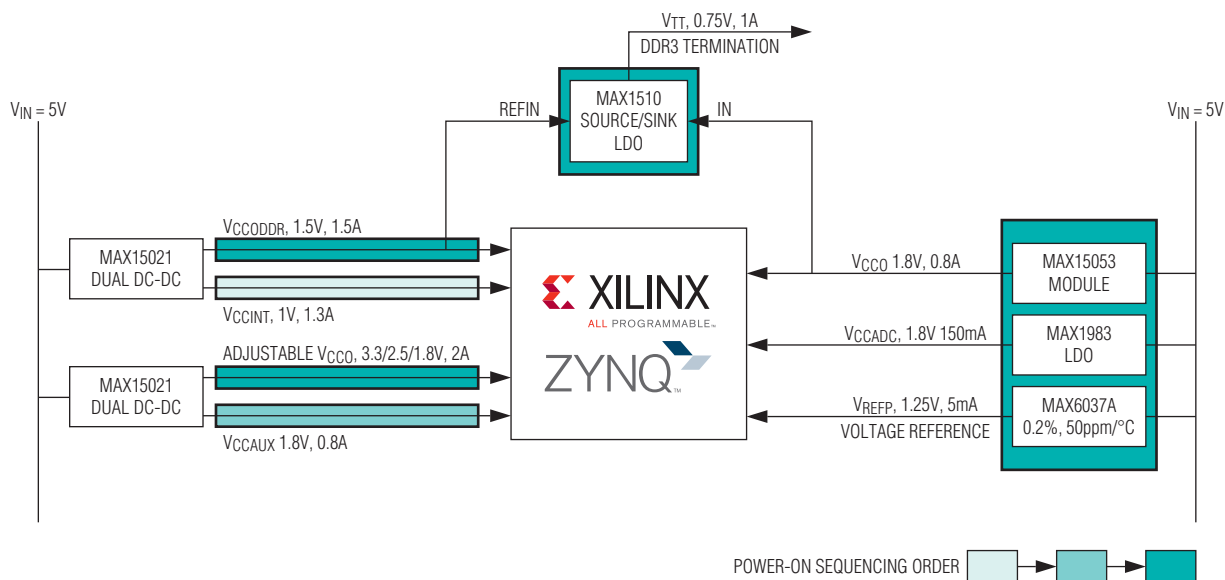 VTT, 0.75V, 1A
DDR3 TERMINATION
VIN = 5V
REFIN
MAX1510
SOURCE/SINK
LDO
IN
VIN = 5V
VCCODDR, 1.5V, 1.5A
MAX15021
DUAL DC-DC
VCCINT, 1V, 1.3A
ADJUSTABLE VCCO, 3.3/2.5/1.8V, 2A
MAX15021
DUAL DC-DC
VCCAUX 1.8V, 0.8A
XILINX
ALL PROGRAMMABLE™
ZYNQ™
VCCO 1.8V, 0.8A
MAX15053
MODULE
VCCADC, 1.8V 150mA
MAX1983
LDO
VREFP, 1.25V, 5mA
VOLTAGE REFERENCE
MAX6037A
0.2%, 50ppm/°C
POWER-ON SEQUENCING ORDER